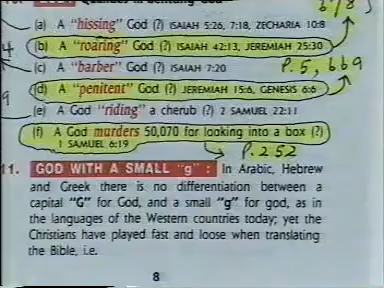 (a) A "hissing" God (?) ISAIAH 5:26, 7:18, ZECHARIA 10:8
(b) A "roaring" God (?) ISAIAH 42:13, JEREMIAH 25:30
(c) A "barber" God (?) ISAIAH 7:20
P.5, 669
(d) A "penitent" God (?) JEREMIAH 15:6, GENESIS 6:6
(e) A God "riding" a cherub (?) 2 SAMUEL 22:11
(f) A God murders 50,070 for looking into a box (?)
1 SAMUEL 6:19
P.252
11. GOD WITH A SMALL "g" : In Arabic, Hebrew
and Greek there is no differentiation between a
capital "G" for God, and a small "g" for god, as in
the languages of the Western countries today; yet the
Christians have played fast and loose when translating
the Bible, i.e.
8